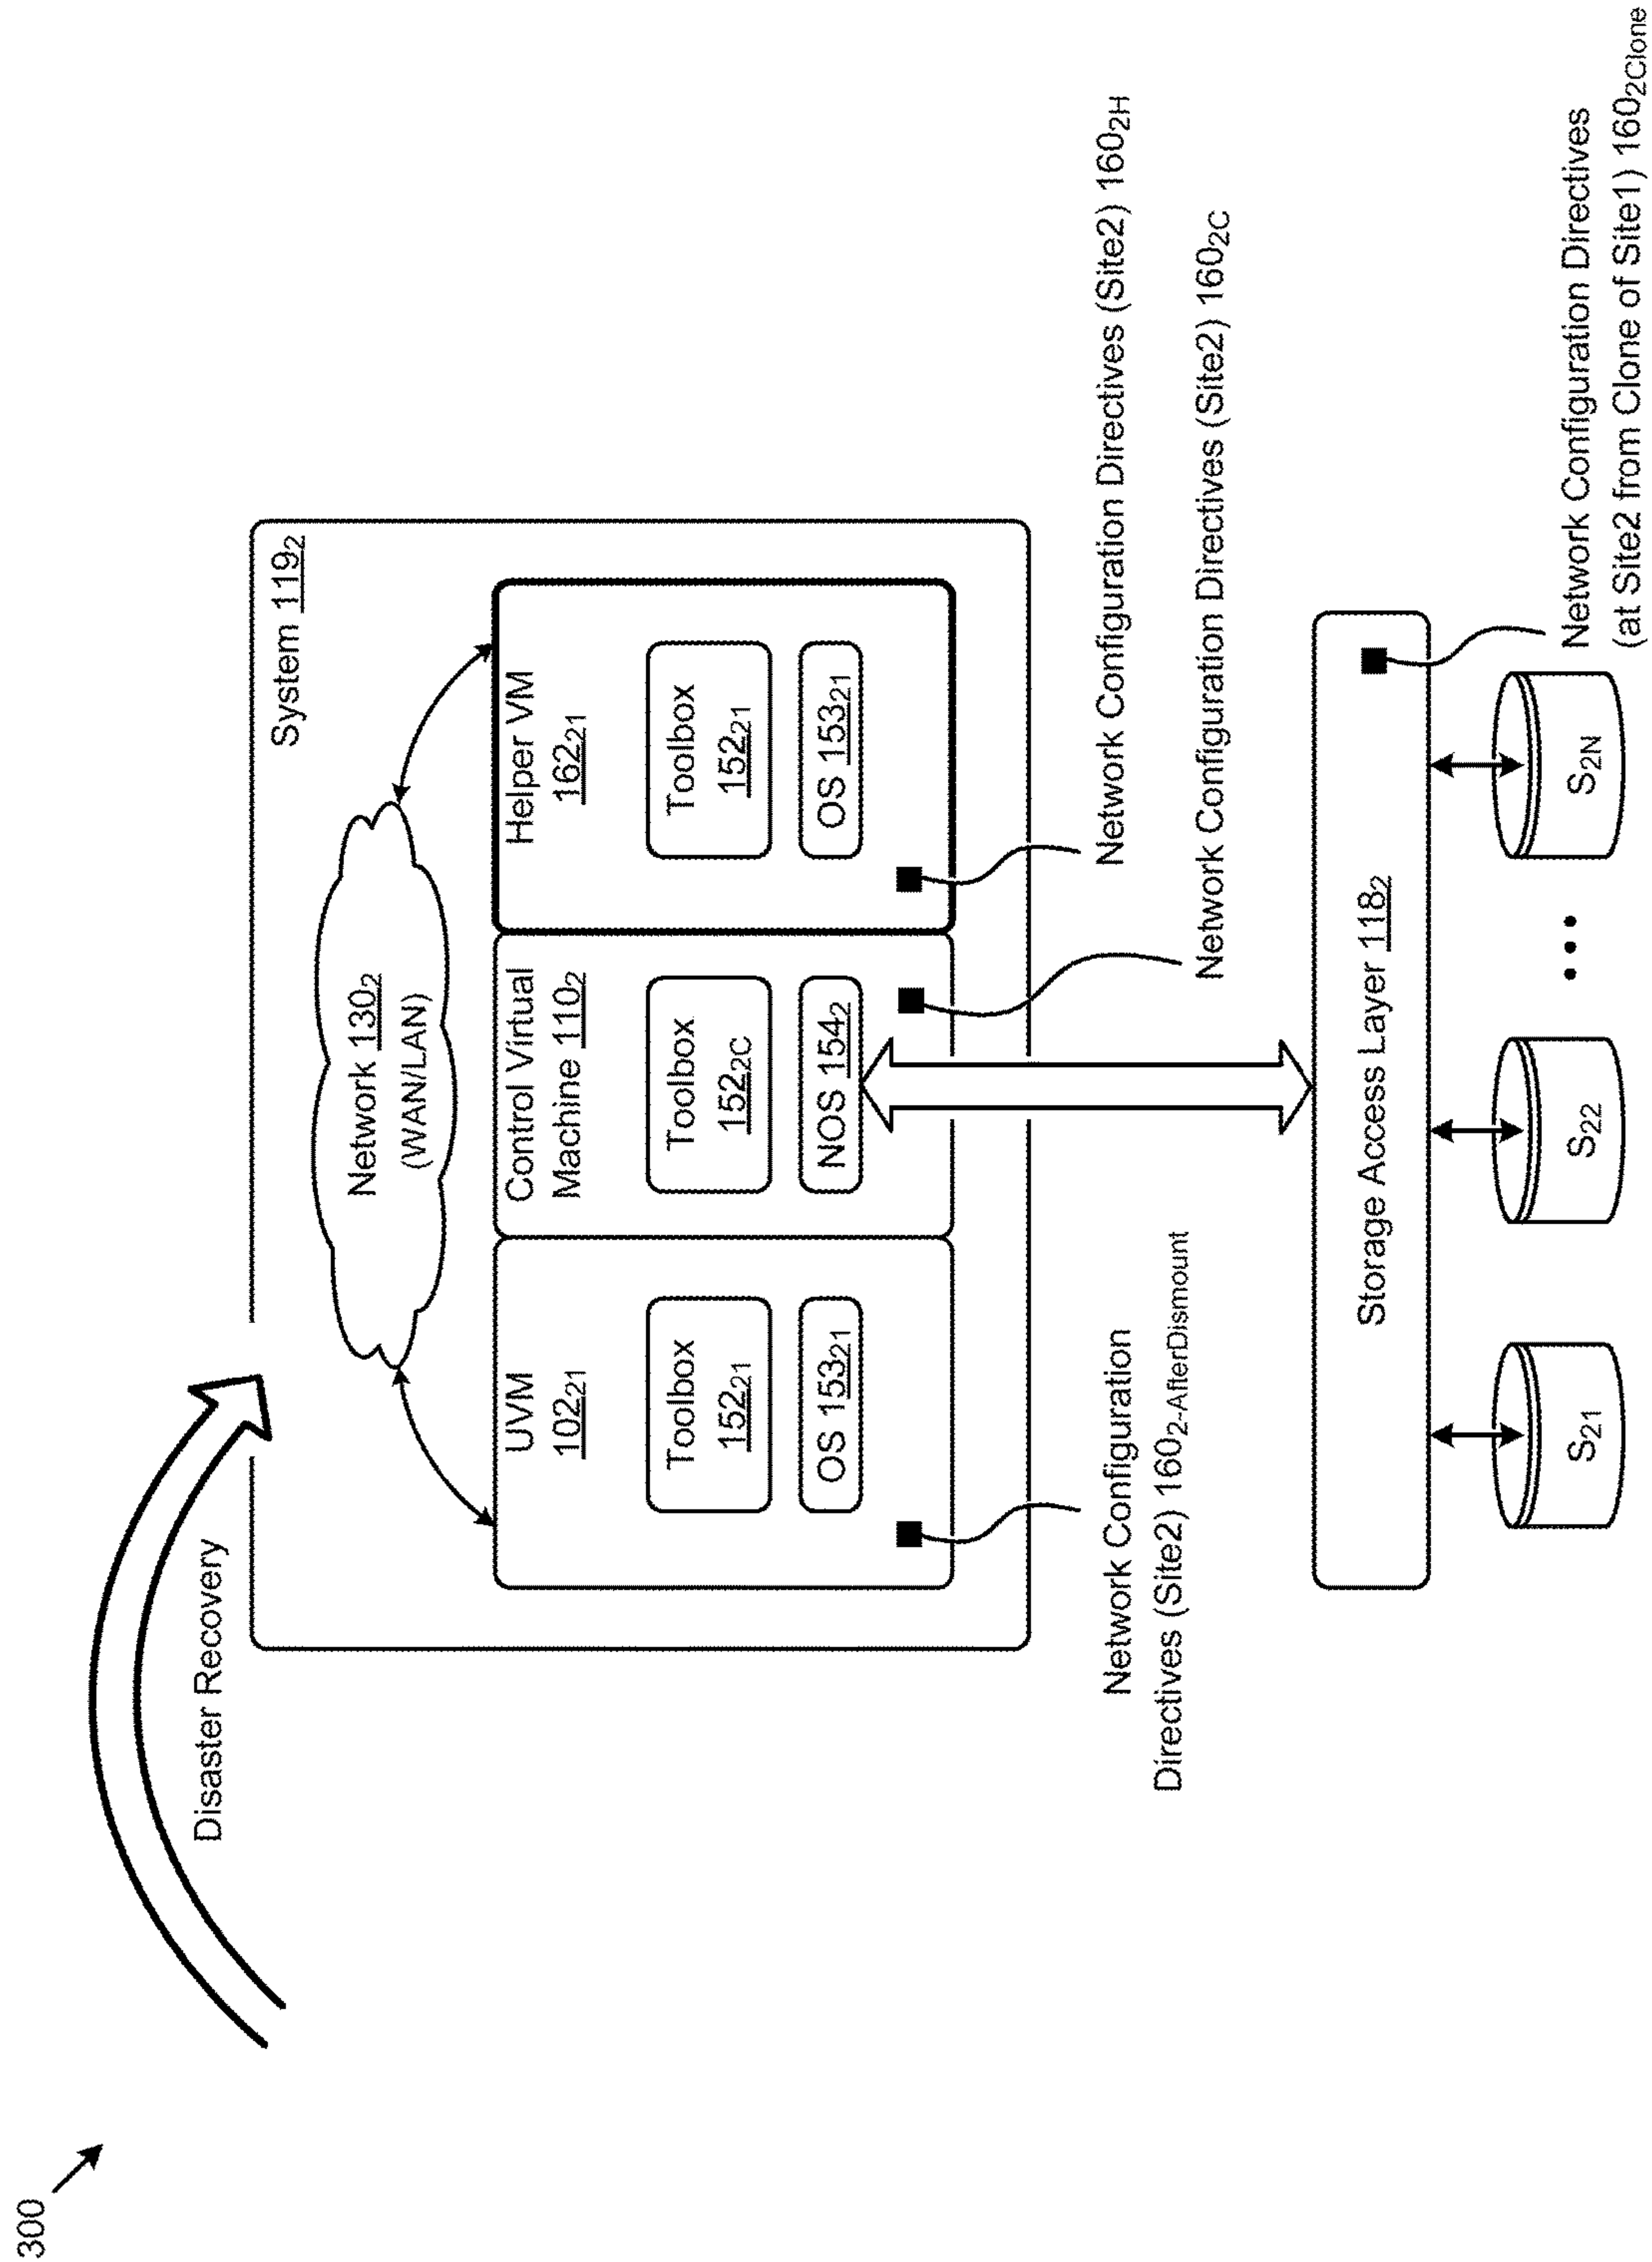 300
Disaster Recovery
System 119₂
Network 130₂
(WAN/LAN)
UVM
102₂₁
Toolbox
152₂₁
OS 153₂₁
Control Virtual
Machine 110₂
Toolbox
152₂C
NOS 154₂
Helper VM
162₂₁
Toolbox
152₂₁
OS 153₂₁
Network Configuration
Directives (Site2) 160₂-AfterDismount
Network Configuration Directives (Site2) 160₂H
Network Configuration Directives (Site2) 160₂C
Storage Access Layer 118₂
Network Configuration Directives
(at Site2 from Clone of Site1) 160₂Clone
S₂₁
S₂₂
...
S₂N